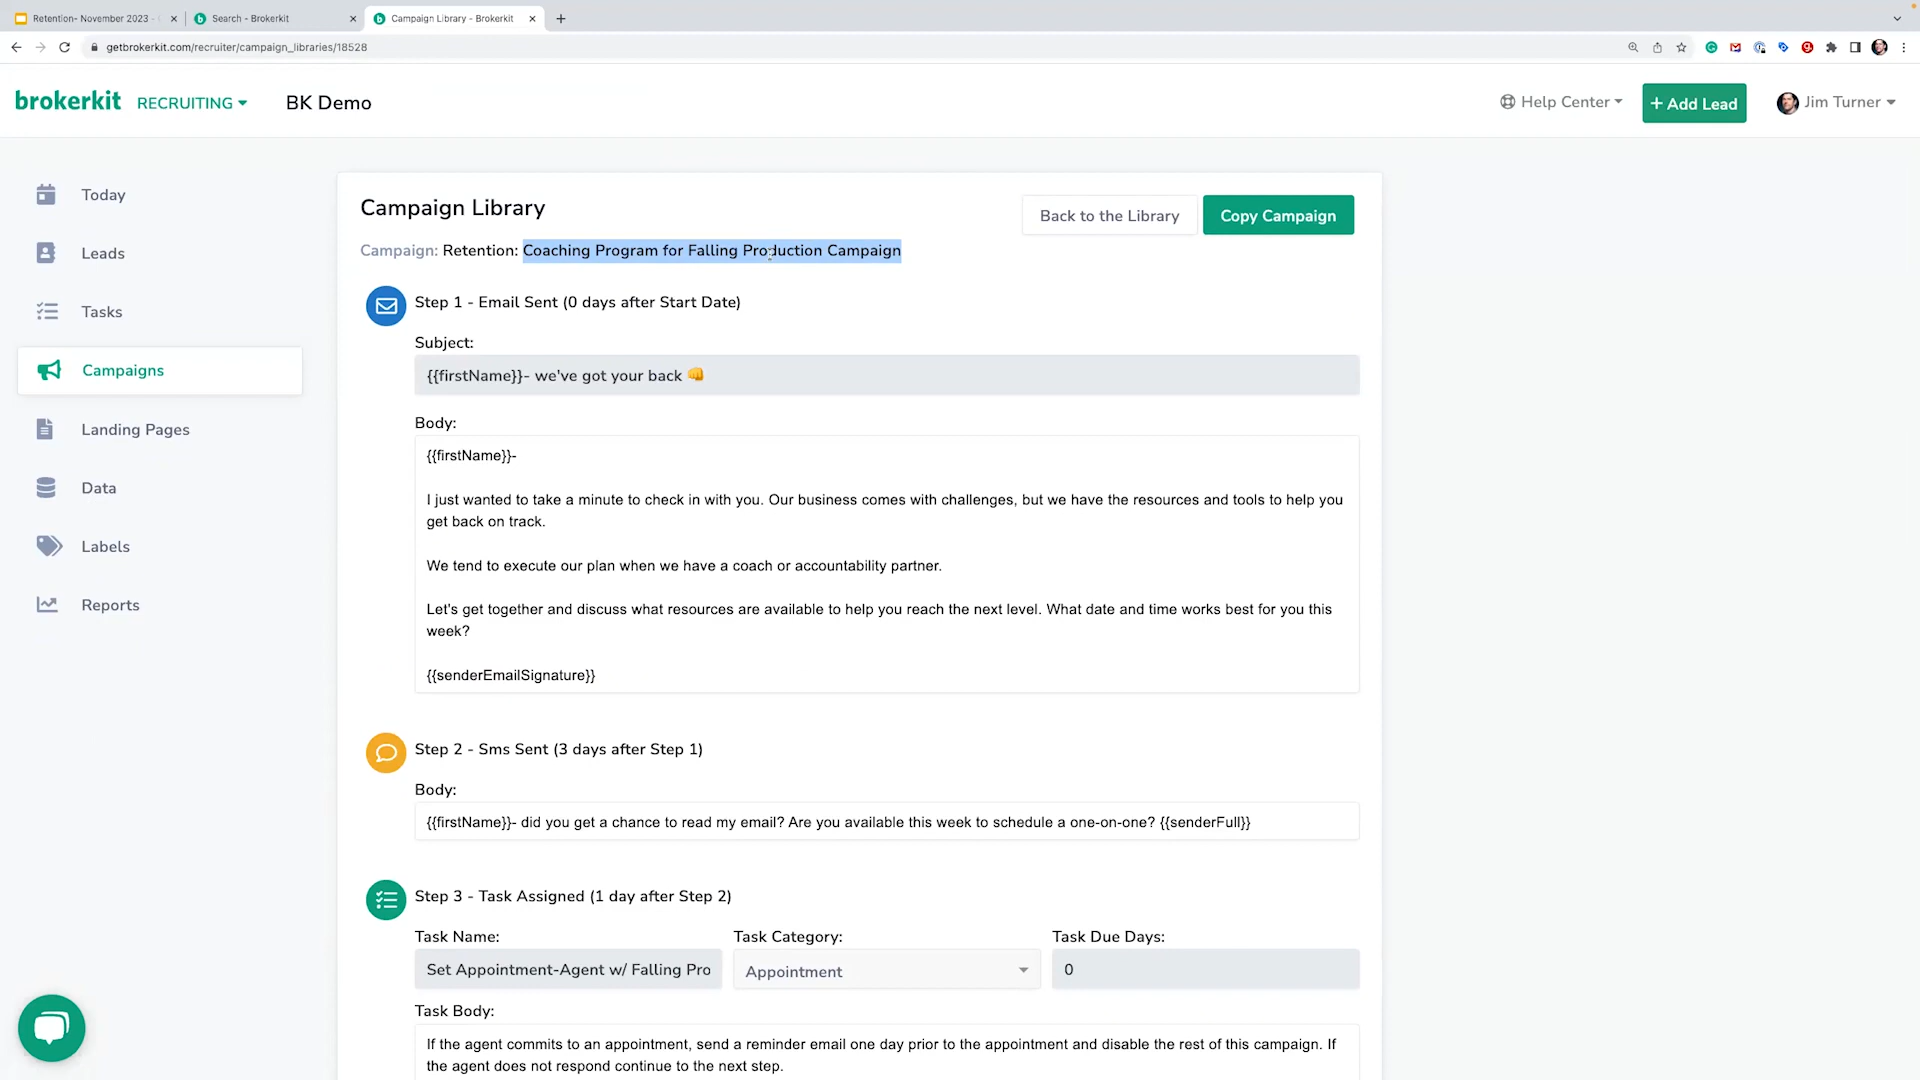 Retention- November 2023 -
Search - Brokerkit
Campaign Library - Brokerkit
getbrokerkit.com/recruiter/campaign_libraries/18528
brokerkit
RECRUITING
BK Demo
Help Center
+ Add Lead
Jim Turner
Today
Leads
Tasks
Campaigns
Landing Pages
Data
Labels
Reports
Campaign Library
Back to the Library
Copy Campaign
Campaign: Retention: Coaching Program for Falling Production Campaign
Step 1 - Email Sent (0 days after Start Date)
Subject:
{{firstName}}- we've got your back 👊
Body:
{{firstName}}-
I just wanted to take a minute to check in with you. Our business comes with challenges, but we have the resources and tools to help you
get back on track.
We tend to execute our plan when we have a coach or accountability partner.
Let's get together and discuss what resources are available to help you reach the next level. What date and time works best for you this
week?
{{senderEmailSignature}}
Step 2 - Sms Sent (3 days after Step 1)
Body:
{{firstName}}- did you get a chance to read my email? Are you available this week to schedule a one-on-one? {{senderFull}}
Step 3 - Task Assigned (1 day after Step 2)
Task Name:
Task Category:
Task Due Days:
Set Appointment-Agent w/ Falling Pro
Appointment
0
Task Body:
If the agent commits to an appointment, send a reminder email one day prior to the appointment and disable the rest of this campaign. If
the agent does not respond continue to the next step.